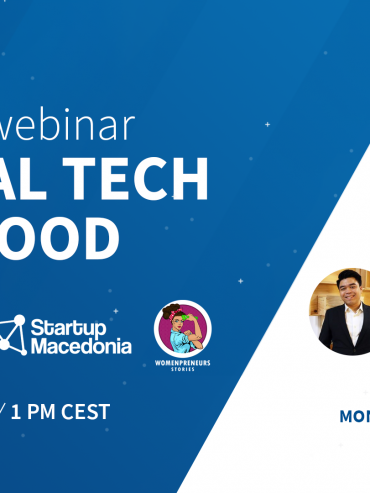 webinar
AL TECH
OOD
Startup
Macedonia
WOMENPRENEURS
STORIES
/ 1 PM CEST
MON